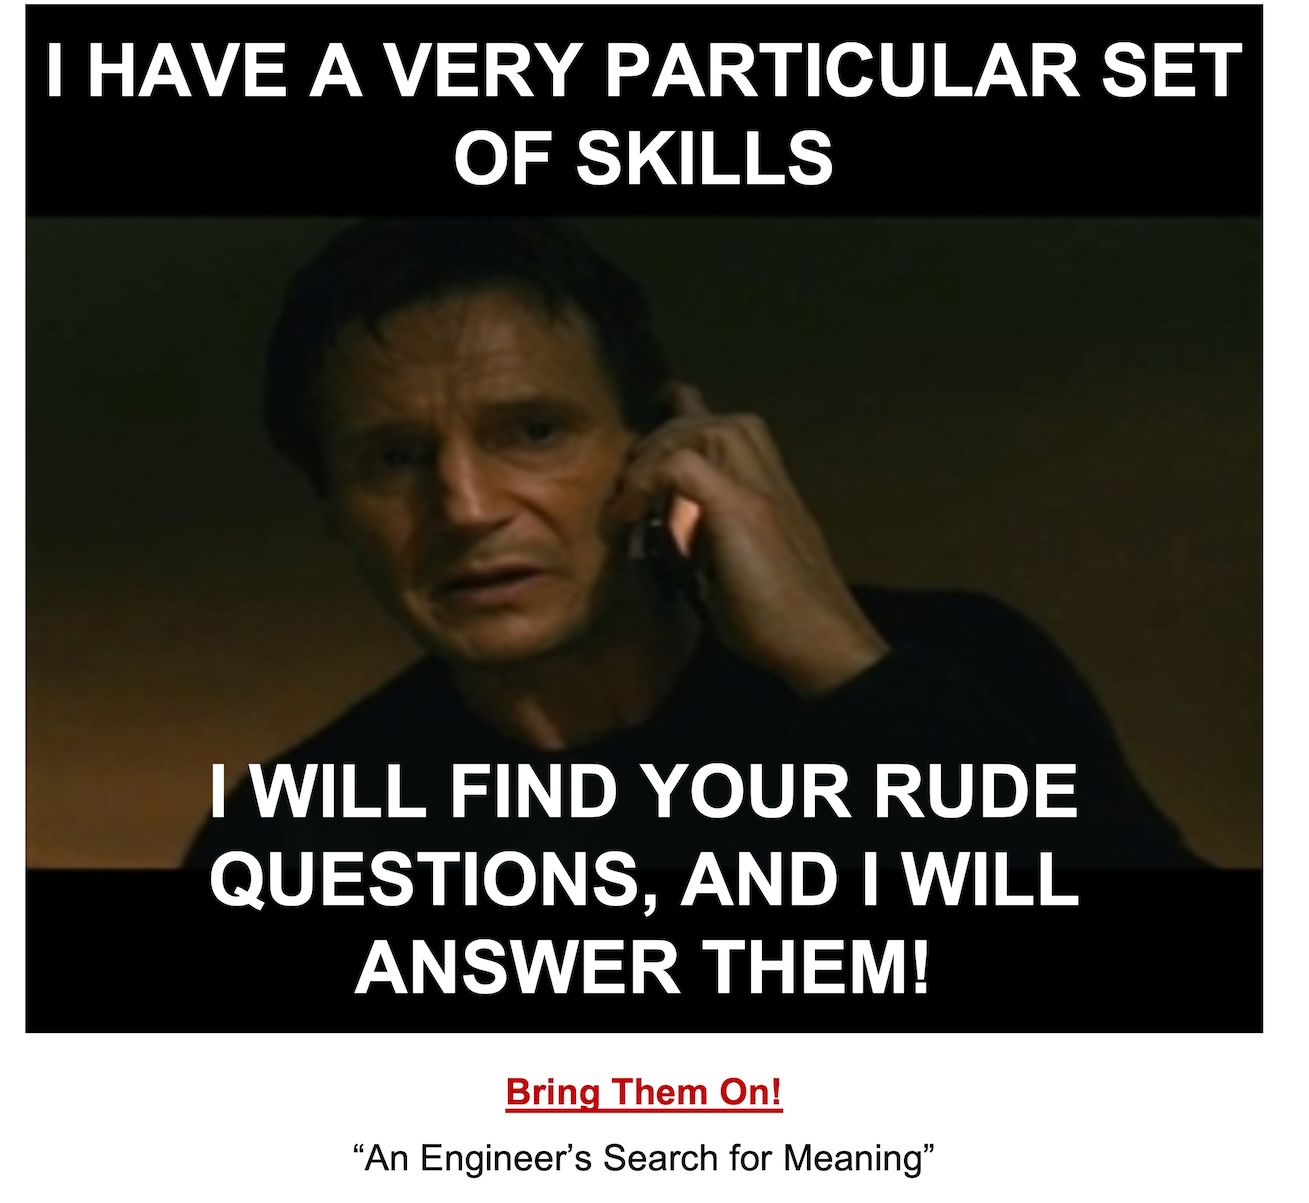 I HAVE A VERY PARTICULAR SET
OF SKILLS
I WILL FIND YOUR RUDE
QUESTIONS, AND I WILL
ANSWER THEM!
Bring Them On!
“An Engineer’s Search for Meaning”